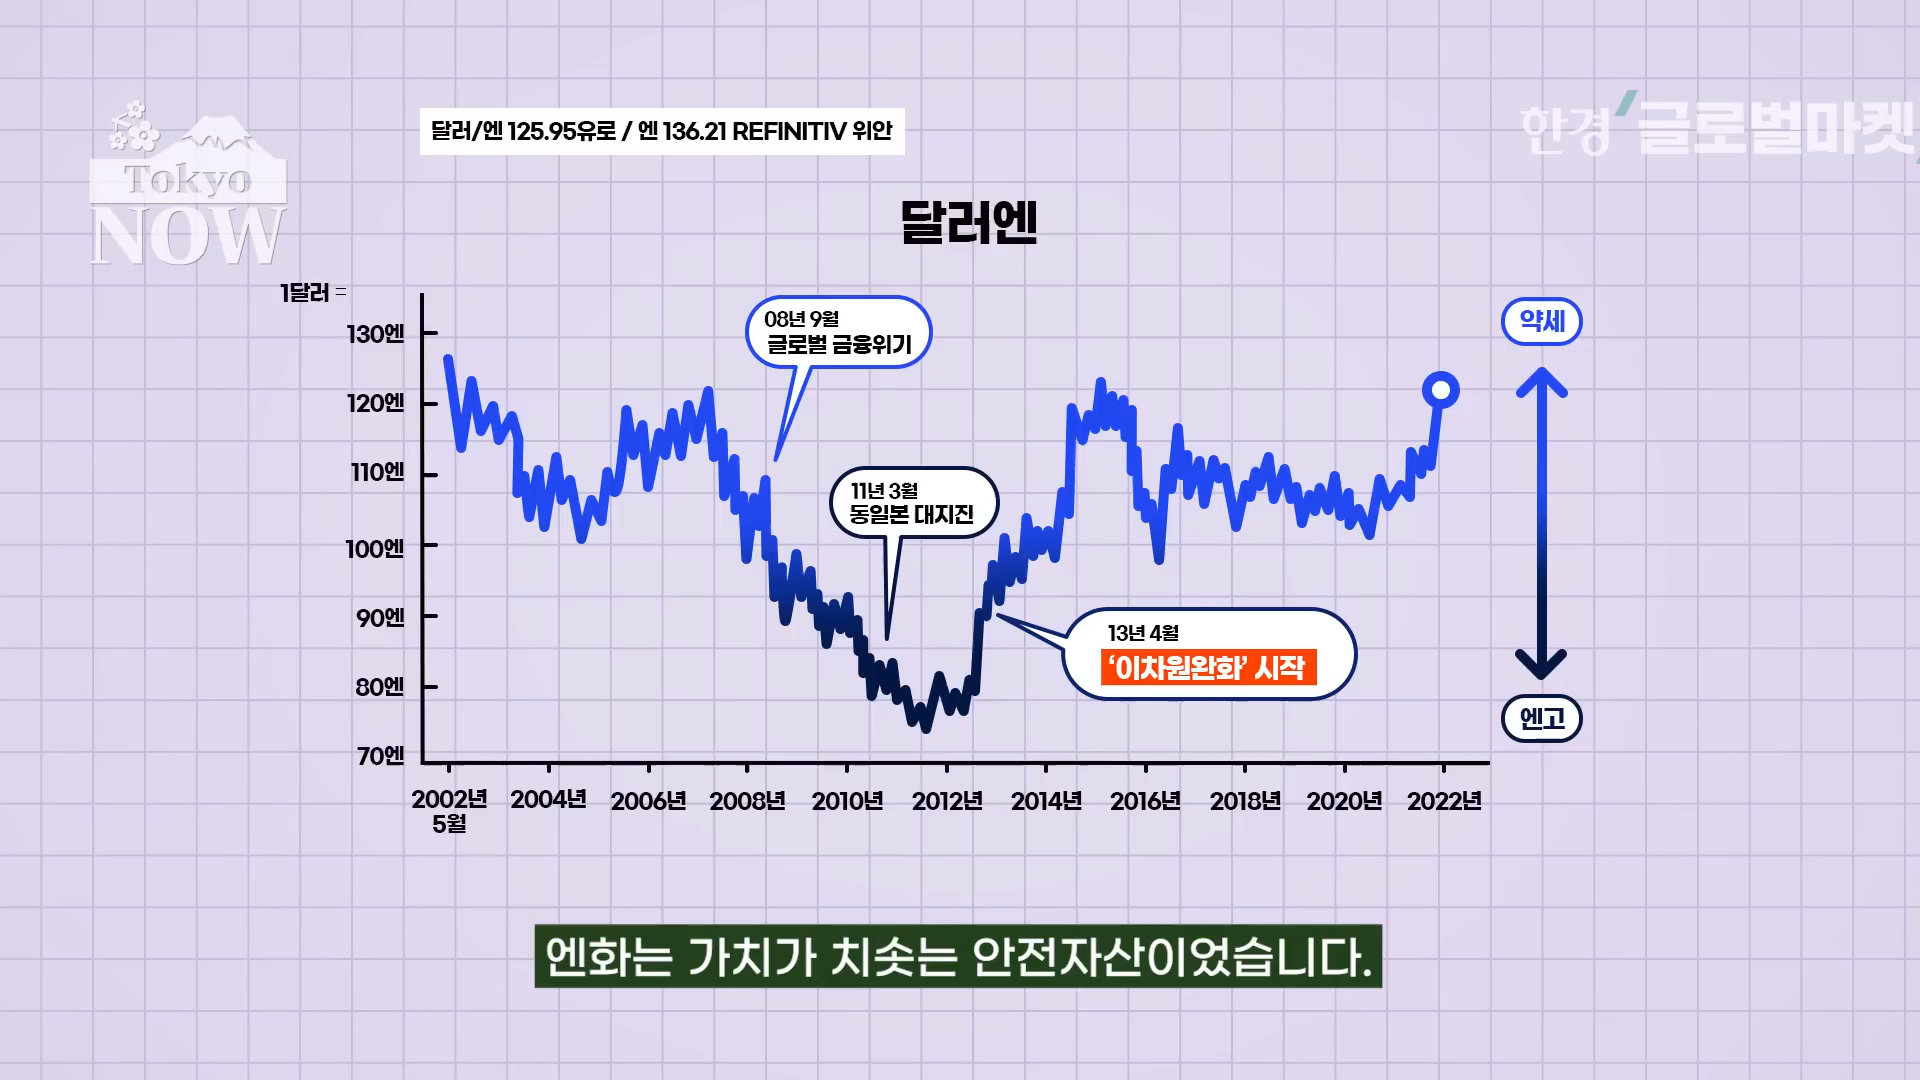 Tokyo
NOW
달러/엔 125.95유로 / 엔 136.21 REFINITIV 위안
한경 글로벌마켓
달러엔
1달러 =
130엔
120엔
110엔
100엔
90엔
80엔
70엔
08년 9월
글로벌 금융위기
11년 3월
동일본 대지진
13년 4월
‘이차원완화’ 시작
약세
엔고
2002년 2004년 2006년 2008년 2010년 2012년 2014년 2016년 2018년 2020년 2022년
5월
엔화는 가치가 치솟는 안전자산이었습니다.